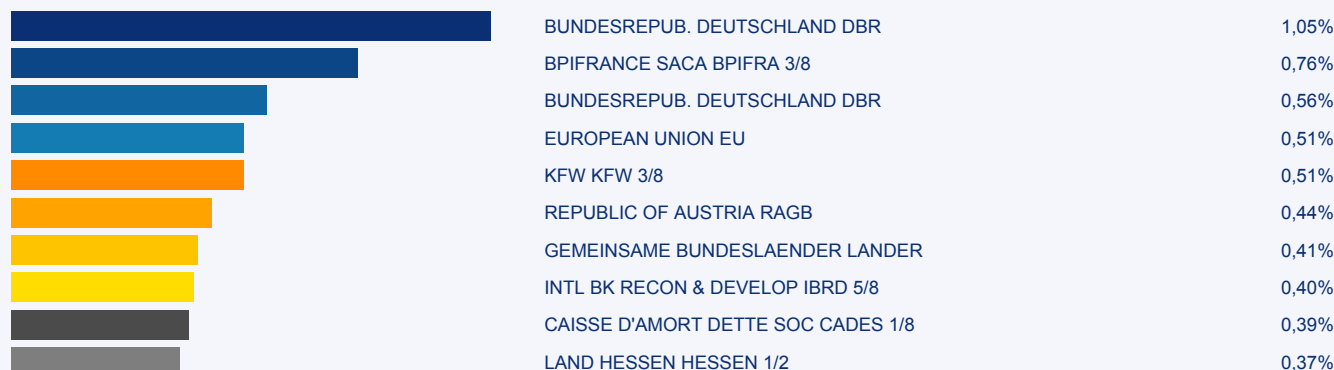 BUNDESREPUB. DEUTSCHLAND DBR 1,05%
BPIFRANCE SACA BPIFRA 3/8 0,76%
BUNDESREPUB. DEUTSCHLAND DBR 0,56%
EUROPEAN UNION EU 0,51%
KFW KFW 3/8 0,51%
REPUBLIC OF AUSTRIA RAGB 0,44%
GEMEINSAME BUNDESLAENDER LANDER 0,41%
INTL BK RECON & DEVELOP IBRD 5/8 0,40%
CAISSE D'AMORT DETTE SOC CADES 1/8 0,39%
LAND HESSEN HESSEN 1/2 0,37%